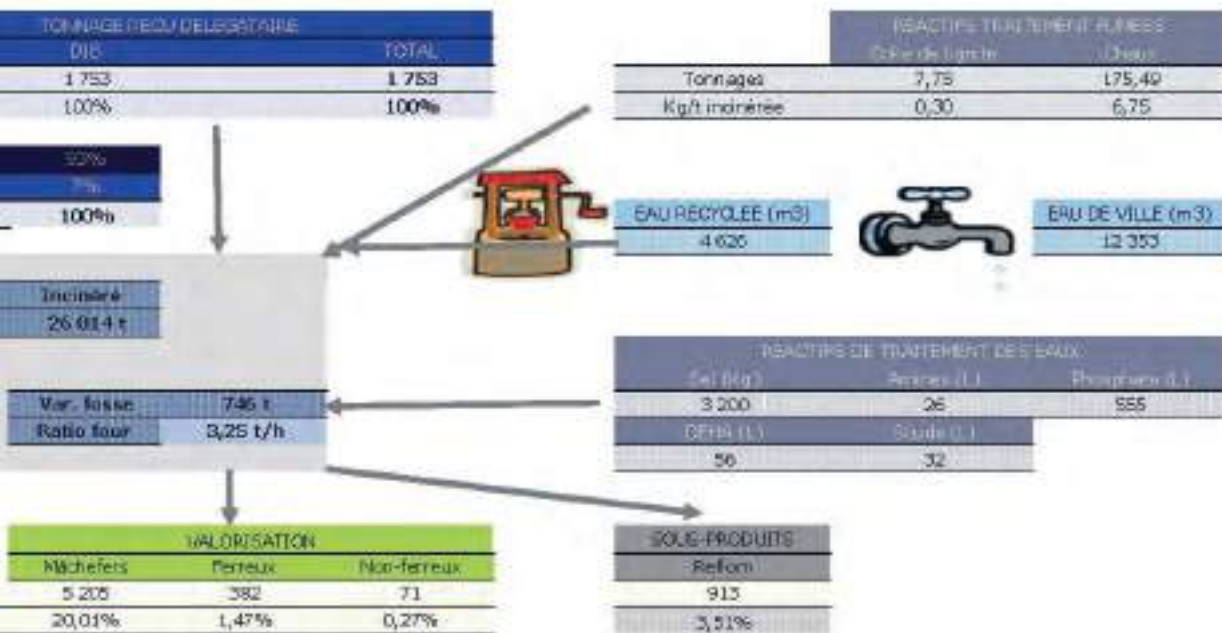 TONNAGE RECU DELEGATAIRE
DIB TOTAL
1 753 1 753
100% 100%
REACTIFS TRAITEMENT FUMEES
Coke de lignite Chaux
Tonnages 7,75 175,49
Kg/t incinérée 0,30 6,75
93%
7%
100%
EAU RECYCLEE (m3)
4 626
EAU DE VILLE (m3)
12 353
Incinéré
26 014 t
Var. fosse 746 t
Ratio four 3,25 t/h
REACTIFS DE TRAITEMENT DES EAUX
Sel (Kg) Amines (L) Phosphate (L)
3 200 26 555
DEHA (L) Soude (L)
56 32
VALORISATION
Mâchefers Ferreux Non-ferreux
5 205 382 71
20,01% 1,47% 0,27%
SOUS-PRODUITS
Refiom
913
3,51%